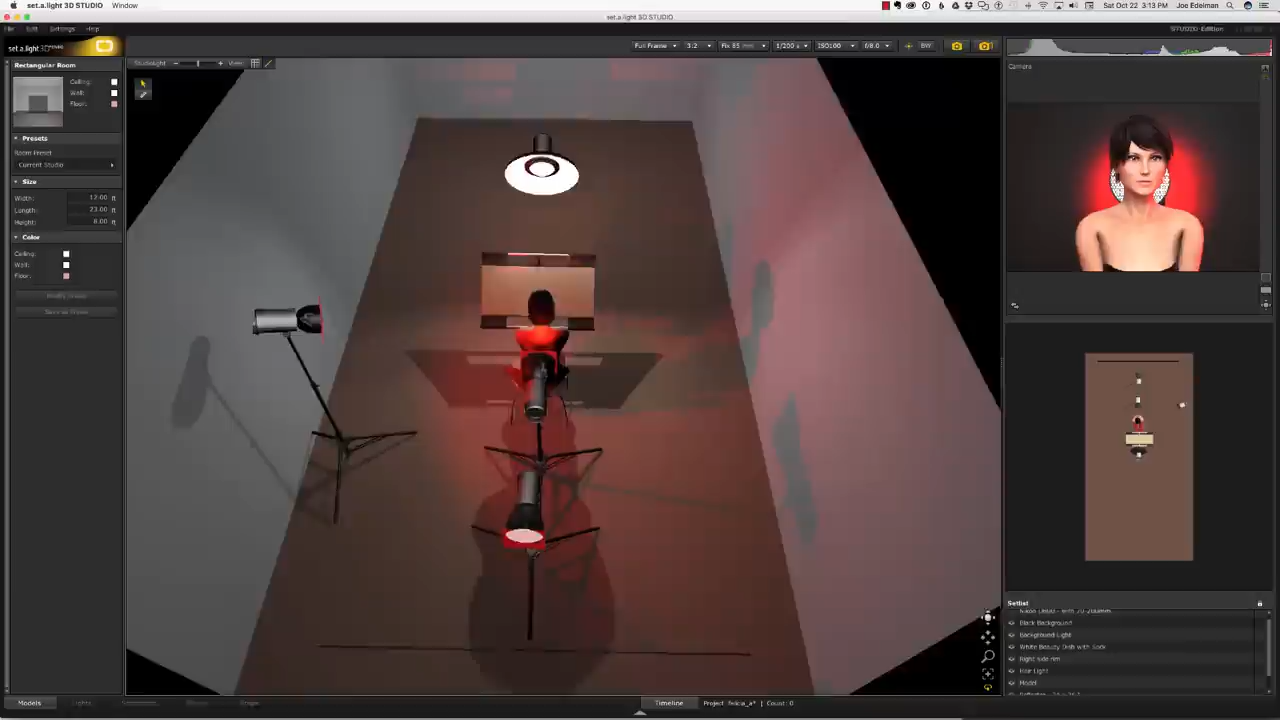 set.a.light 3D STUDIO Window
Sat Oct 22 3:13 PM Joe Edelman
set.a.light 3D STUDIO
File Edit Settings Help
STUDIO Edition
set.a.light 3D
Full Frame 3:2 Fix 85 mm 1/200 s ISO100 f/8.0 BW
Studiolight View:
Rectangular Room
Camera
Ceiling:
Wall:
Floor:
Presets
Room Preset
Current Studio
Size
Width: 12.00 ft
Length: 23.00 ft
Height: 8.00 ft
Color
Ceiling:
Wall:
Floor:
Setlist
Black Background
Background Light
White Beauty Dish with Sock
Right side rim
Hair Light
Model
Models Lights
Timeline Project: felicia_a* | Count: 0